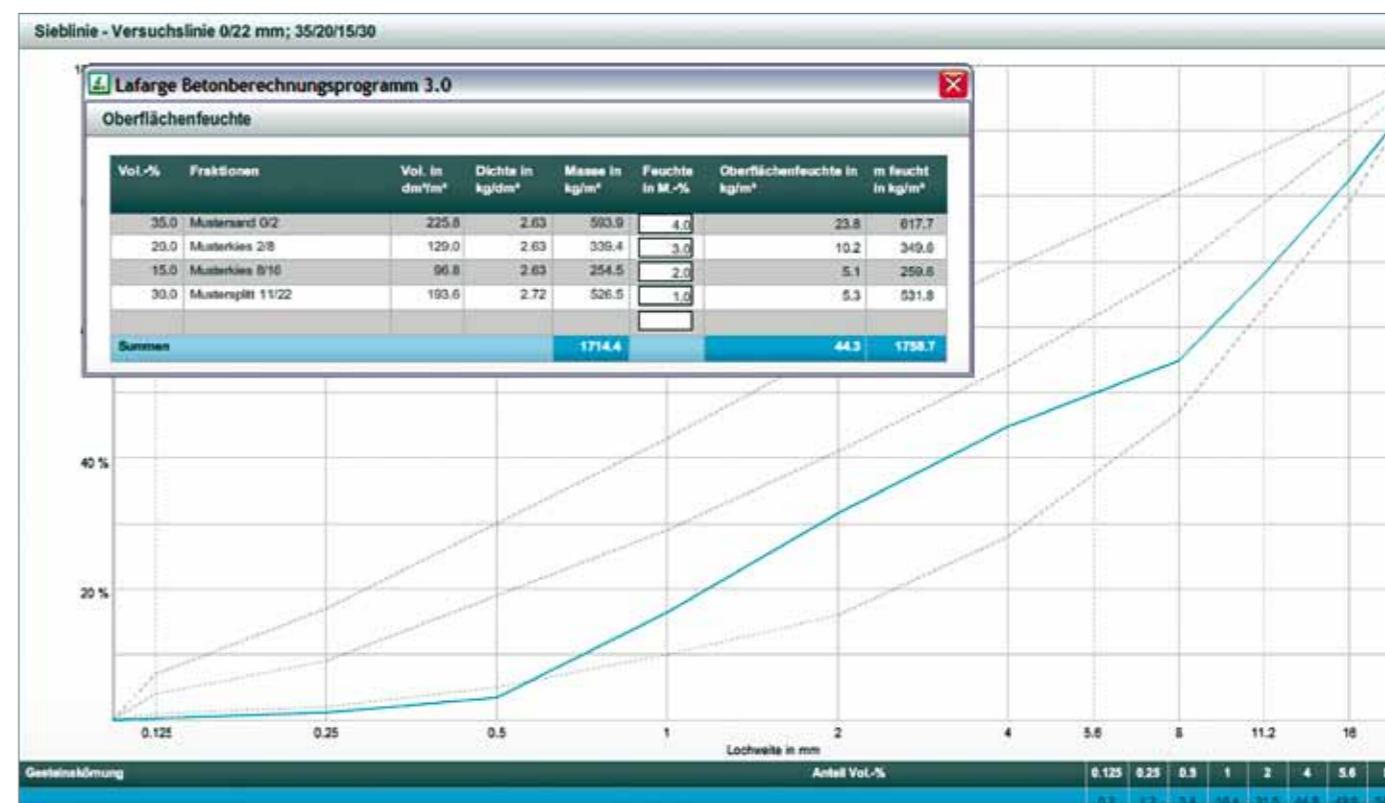 Sieblinie - Versuchslinie 0/22 mm; 35/20/15/30
Lafarge Betonberechnungsprogramm 3.0
Oberflächenfeuchte
Vol.-% Fraktionen Vol. in Dichte in Masse in Feuchte Oberflächenfeuchte in m feucht
dm³/m³ kg/dm³ kg/m³ in M.-% kg/m³ in kg/m³
35.0 Mustersand 0/2 225.8 2.63 593.9 4.0 23.8 617.7
20.0 Musterkies 2/8 129.0 2.63 339.4 3.0 10.2 349.6
15.0 Musterkies 8/16 96.8 2.63 254.5 2.0 5.1 259.6
30.0 Mustersplitt 11/22 193.6 2.72 526.5 1.0 5.3 531.8
Summen 1714.4 44.3 1758.7
40 %
20 %
0.125 0.25 0.5 1 2 4 5.6 8 11.2 16
Lochweite in mm
Gesteinskörnung Anteil Vol.-% 0.125 0.25 0.5 1 2 4 5.6